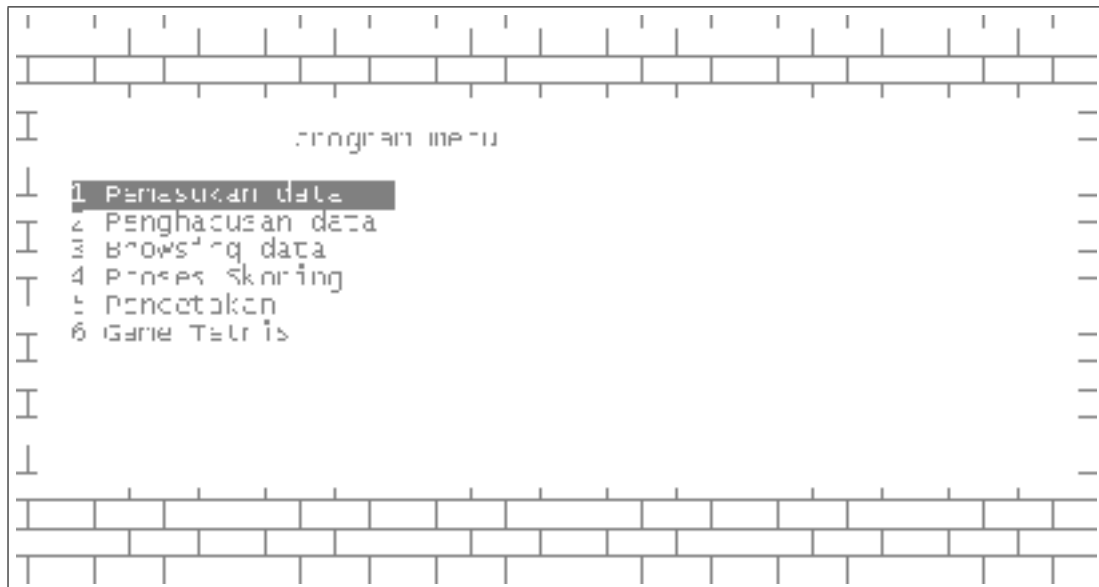 program menu
1 Pemasukan data
2 Penghapusan data
3 Browsing data
4 Proses Skoring
5 Pencetakan
6 Game Tetris